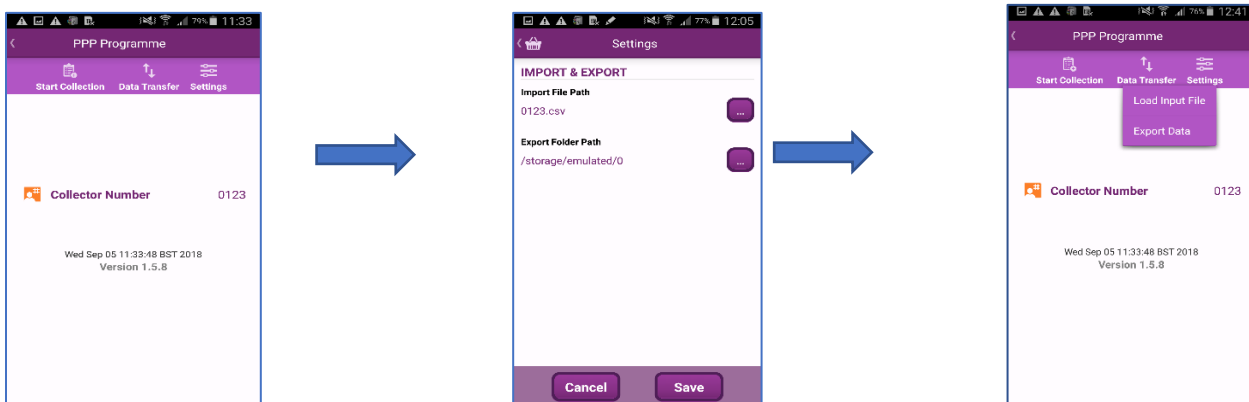 79% 11:33
PPP Programme
Start Collection Data Transfer Settings
Collector Number 0123
Wed Sep 05 11:33:48 BST 2018
Version 1.5.8
77% 12:05
Settings
IMPORT & EXPORT
Import File Path
0123.csv
...
Export Folder Path
/storage/emulated/0
...
Cancel Save
76% 12:41
PPP Programme
Start Collection Data Transfer Settings
Load Input File
Export Data
Collector Number 0123
Wed Sep 05 11:33:48 BST 2018
Version 1.5.8